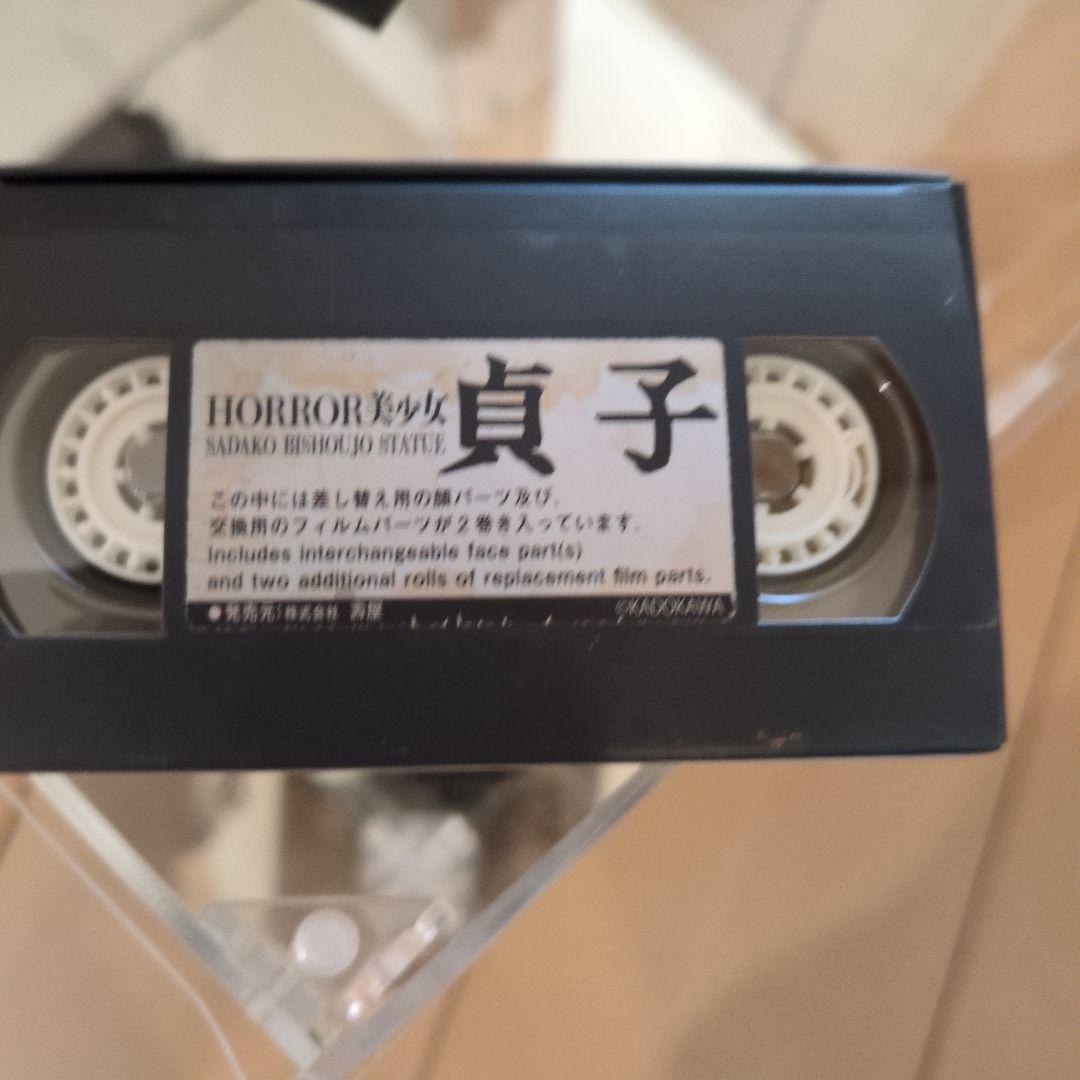 HORROR美少女
SADAKO BISHOUJO STATUE
貞子
この中には差し替え用の顔パーツ及び、
交換用のフィルムパーツが2巻き入っています。
Includes interchangeable face part(s)
and two additional rolls of replacement film parts.
●発売元:株式会社 壽屋
©KADOKAWA